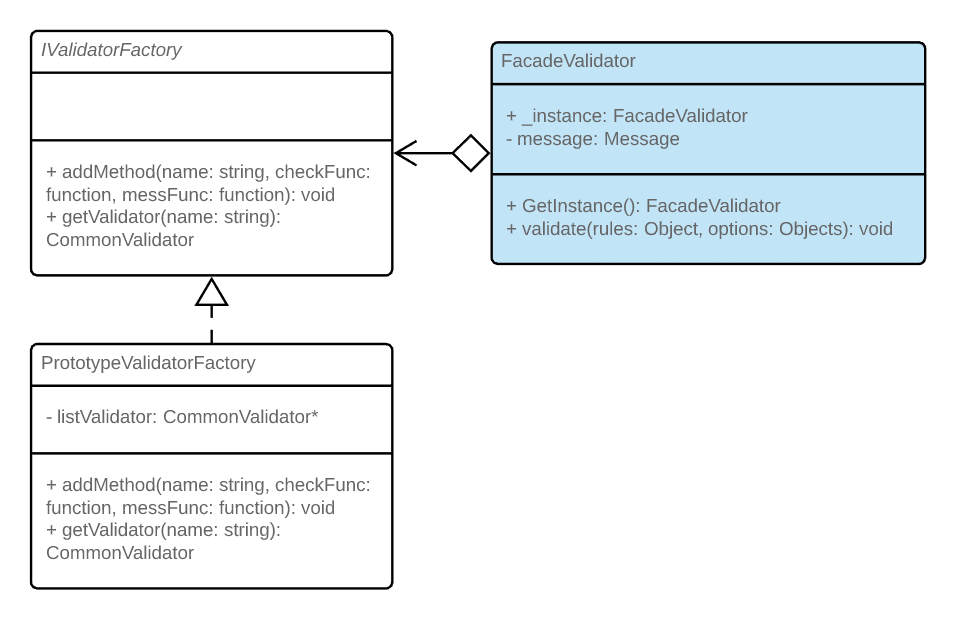 IValidatorFactory
+ addMethod(name: string, checkFunc:
function, messFunc: function): void
+ getValidator(name: string):
CommonValidator
FacadeValidator
+ _instance: FacadeValidator
- message: Message
+ GetInstance(): FacadeValidator
+ validate(rules: Object, options: Objects): void
PrototypeValidatorFactory
- listValidator: CommonValidator*
+ addMethod(name: string, checkFunc:
function, messFunc: function): void
+ getValidator(name: string):
CommonValidator